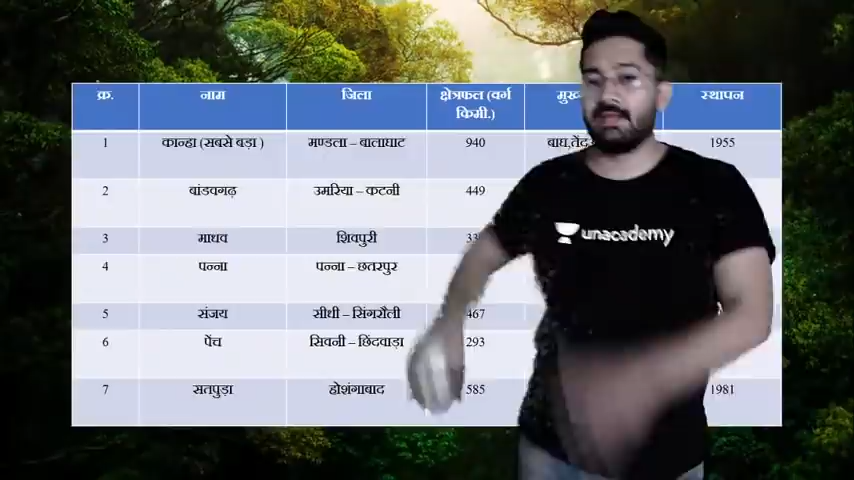 क्र. नाम जिला क्षेत्रफल (वर्ग किमी.) स्थापन
1 कान्हा (सबसे बड़ा ) मण्डला – बालाघाट 940 1955
2 बांडवगढ़ उमरिया – कटनी 449
3 माधव शिवपुरी
4 पन्ना पन्ना – छतरपुर
5 संजय सीधी – सिंगरौली 467
6 पेंच सिवनी – छिंदवाड़ा 293
7 सतपुड़ा होशंगाबाद 585 1981
unacademy